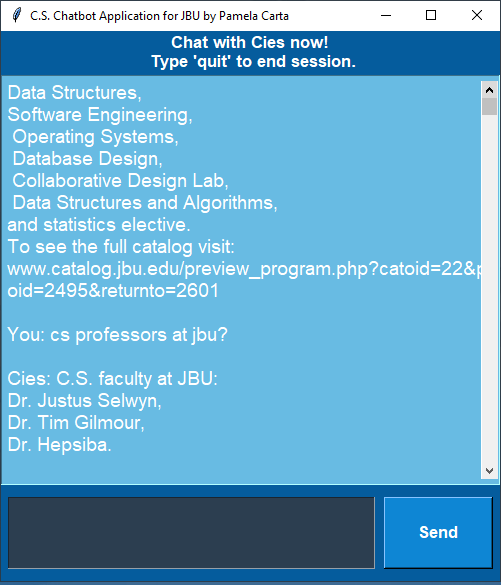 C.S. Chatbot Application for JBU by Pamela Carta
Chat with Cies now!
Type 'quit' to end session.
Data Structures,
Software Engineering,
Operating Systems,
Database Design,
Collaborative Design Lab,
Data Structures and Algorithms,
and statistics elective.
To see the full catalog visit:
www.catalog.jbu.edu/preview_program.php?catoid=22&p
oid=2495&returnto=2601
You: cs professors at jbu?
Cies: C.S. faculty at JBU:
Dr. Justus Selwyn,
Dr. Tim Gilmour,
Dr. Hepsiba.
Send